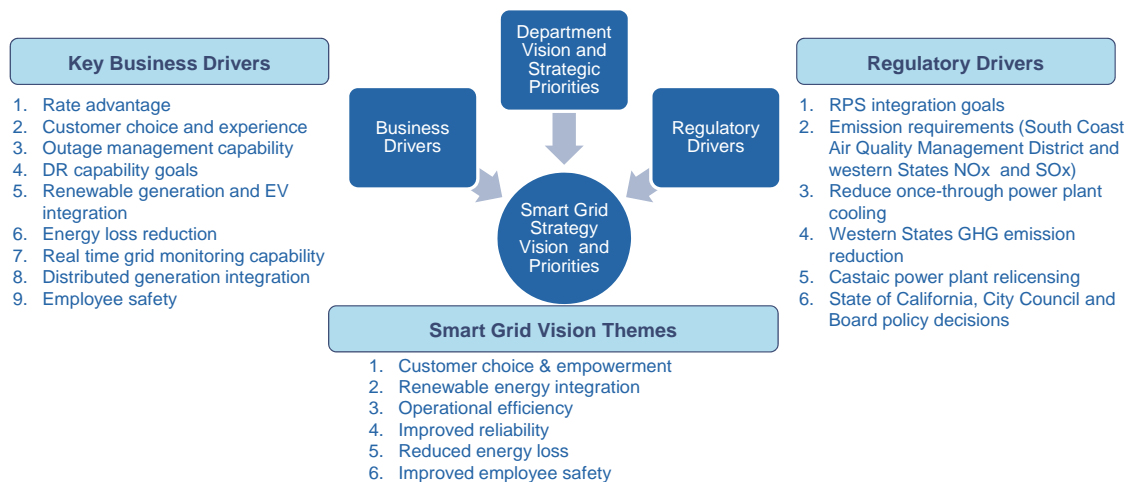 Department
Vision and
Strategic
Priorities
Key Business Drivers
1. Rate advantage
2. Customer choice and experience
3. Outage management capability
4. DR capability goals
5. Renewable generation and EV
integration
6. Energy loss reduction
7. Real time grid monitoring capability
8. Distributed generation integration
9. Employee safety
Business
Drivers
Regulatory
Drivers
Smart Grid
Strategy
Vision and
Priorities
Regulatory Drivers
1. RPS integration goals
2. Emission requirements (South Coast
Air Quality Management District and
western States NOx and SOx)
3. Reduce once-through power plant
cooling
4. Western States GHG emission
reduction
5. Castaic power plant relicensing
6. State of California, City Council and
Board policy decisions
Smart Grid Vision Themes
1. Customer choice & empowerment
2. Renewable energy integration
3. Operational efficiency
4. Improved reliability
5. Reduced energy loss
6. Improved employee safety